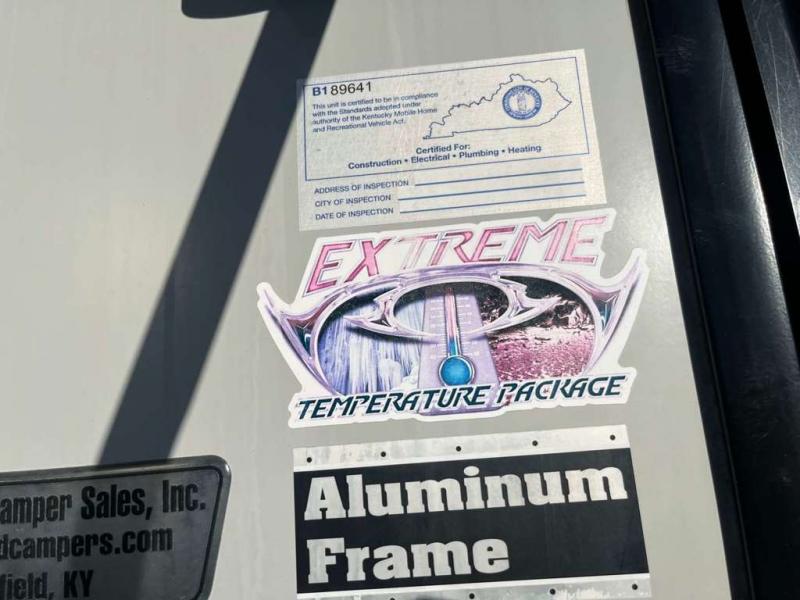 B189641
This unit is certified to be in compliance
with the Standards adopted under
authority of the Kentucky Mobile Home
and Recreational Vehicle Act.
Certified For:
Construction • Electrical • Plumbing • Heating
ADDRESS OF INSPECTION
CITY OF INSPECTION
DATE OF INSPECTION
EXTREME
TEMPERATURE PACKAGE
Aluminum
Frame
amper Sales, Inc.
dcampers.com
field, KY